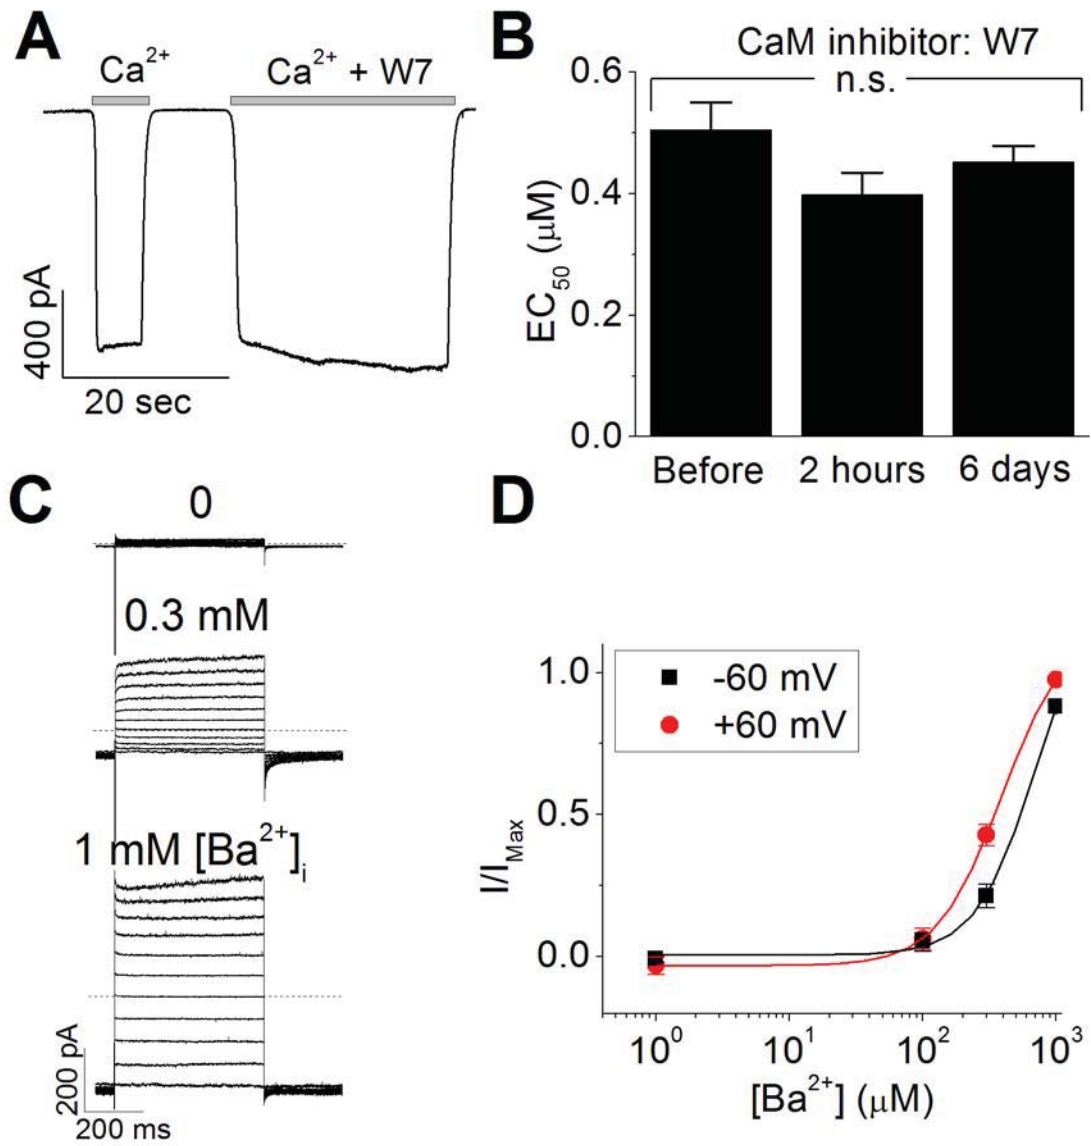 A
Ca²⁺
Ca²⁺ + W7
400 pA
20 sec
B
CaM inhibitor: W7
n.s.
0.6
0.4
0.2
0.0
EC₅₀ (μM)
Before
2 hours
6 days
C
0
0.3 mM
1 mM [Ba²⁺]ᵢ
200 pA
200 ms
D
-60 mV
+60 mV
1.0
0.5
0.0
I/I_Max
10⁰
10¹
10²
10³
[Ba²⁺] (μM)